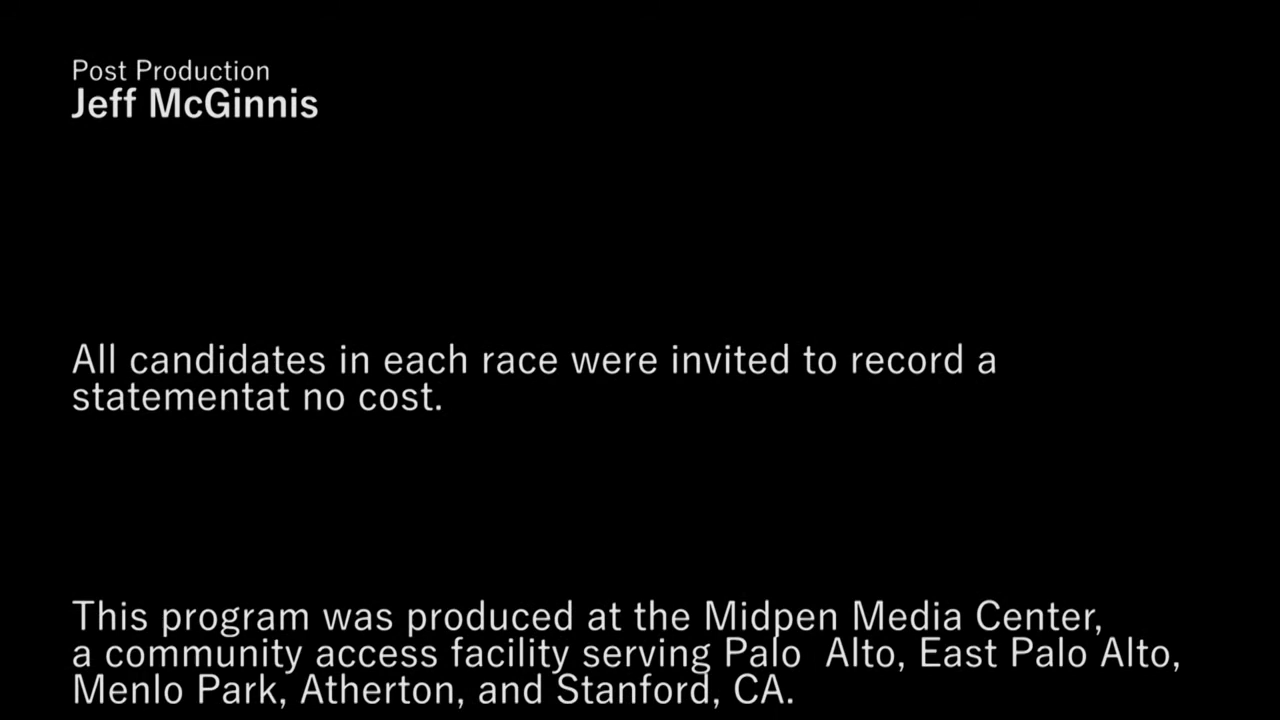 Post Production
Jeff McGinnis
All candidates in each race were invited to record a
statementat no cost.
This program was produced at the Midpen Media Center,
a community access facility serving Palo  Alto, East Palo Alto,
Menlo Park, Atherton, and Stanford, CA.